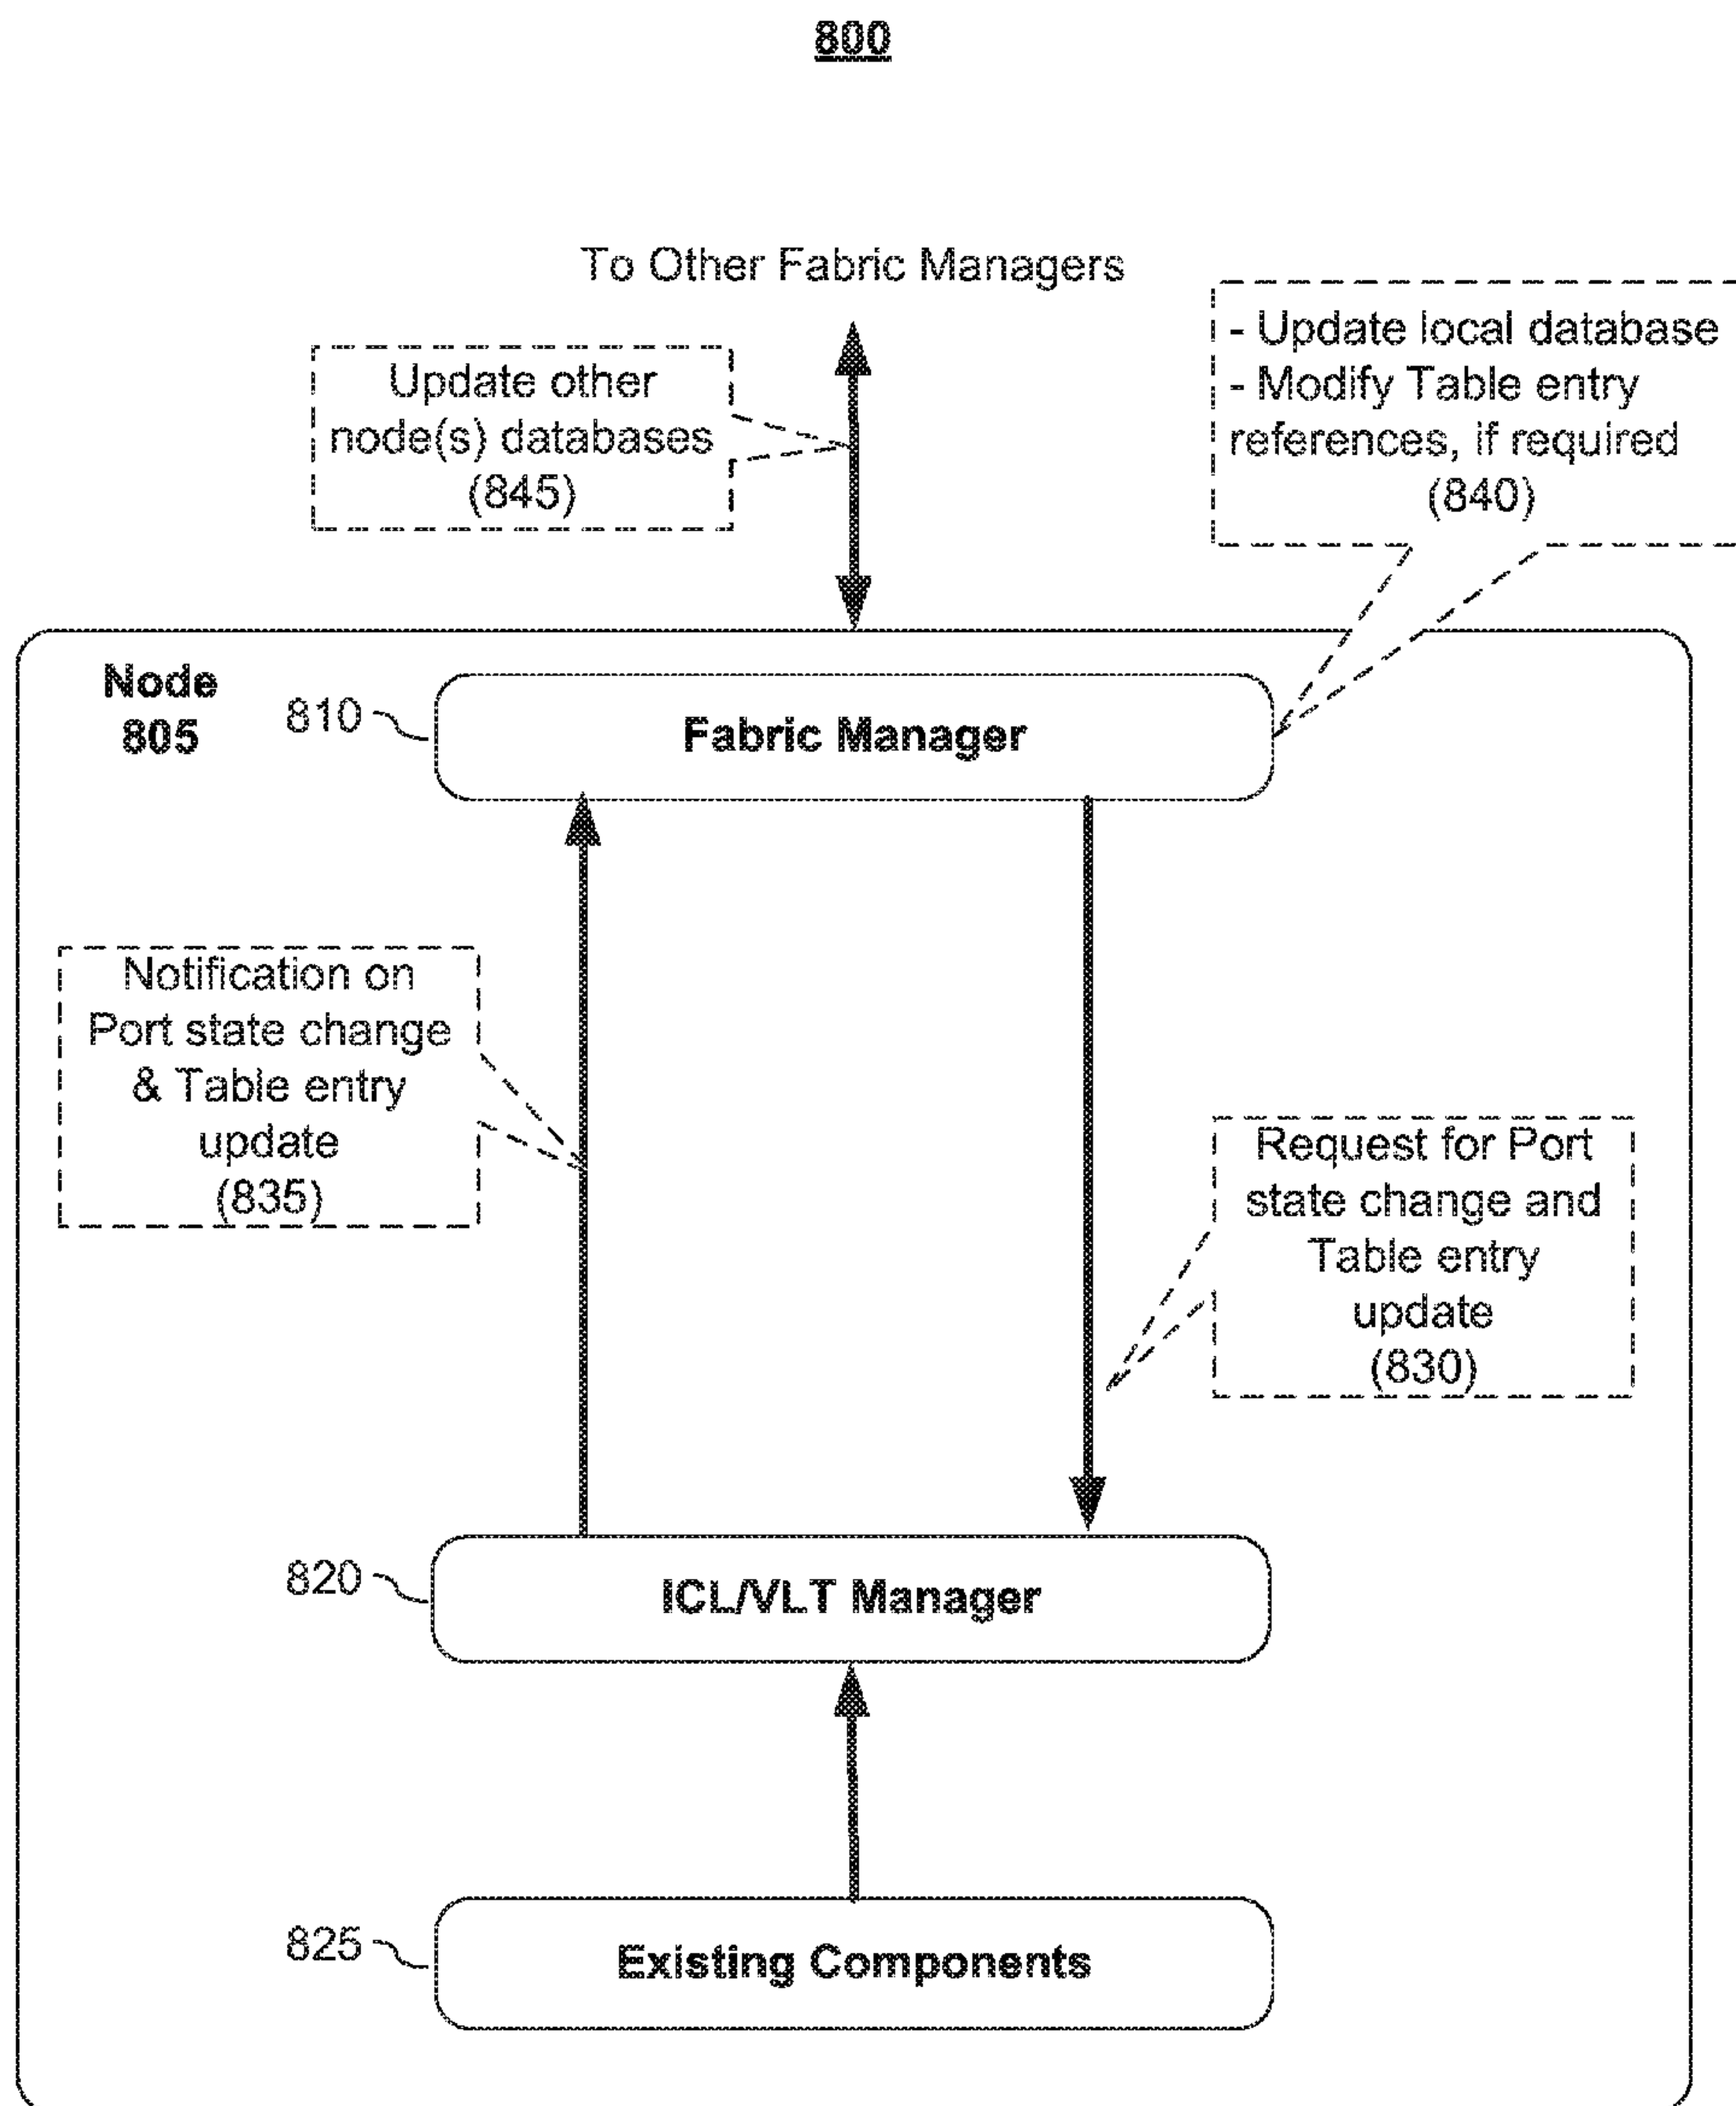 800
To Other Fabric Managers
Update other
node(s) databases
(845)
- Update local database
- Modify Table entry
references, if required
(840)
Node
805
810
Fabric Manager
Notification on
Port state change
& Table entry
update
(835)
Request for Port
state change and
Table entry
update
(830)
820
ICL/VLT Manager
825
Existing Components